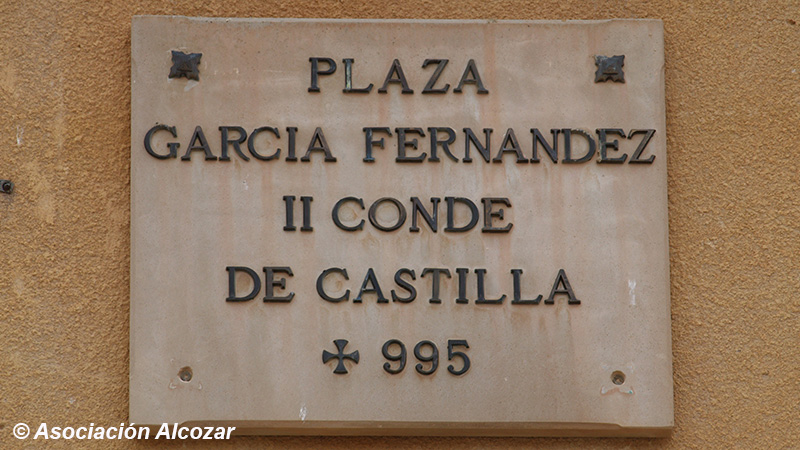 PLAZA
GARCIA FERNANDEZ
II CONDE
DE CASTILLA
✠ 995
© Asociación Alcozar